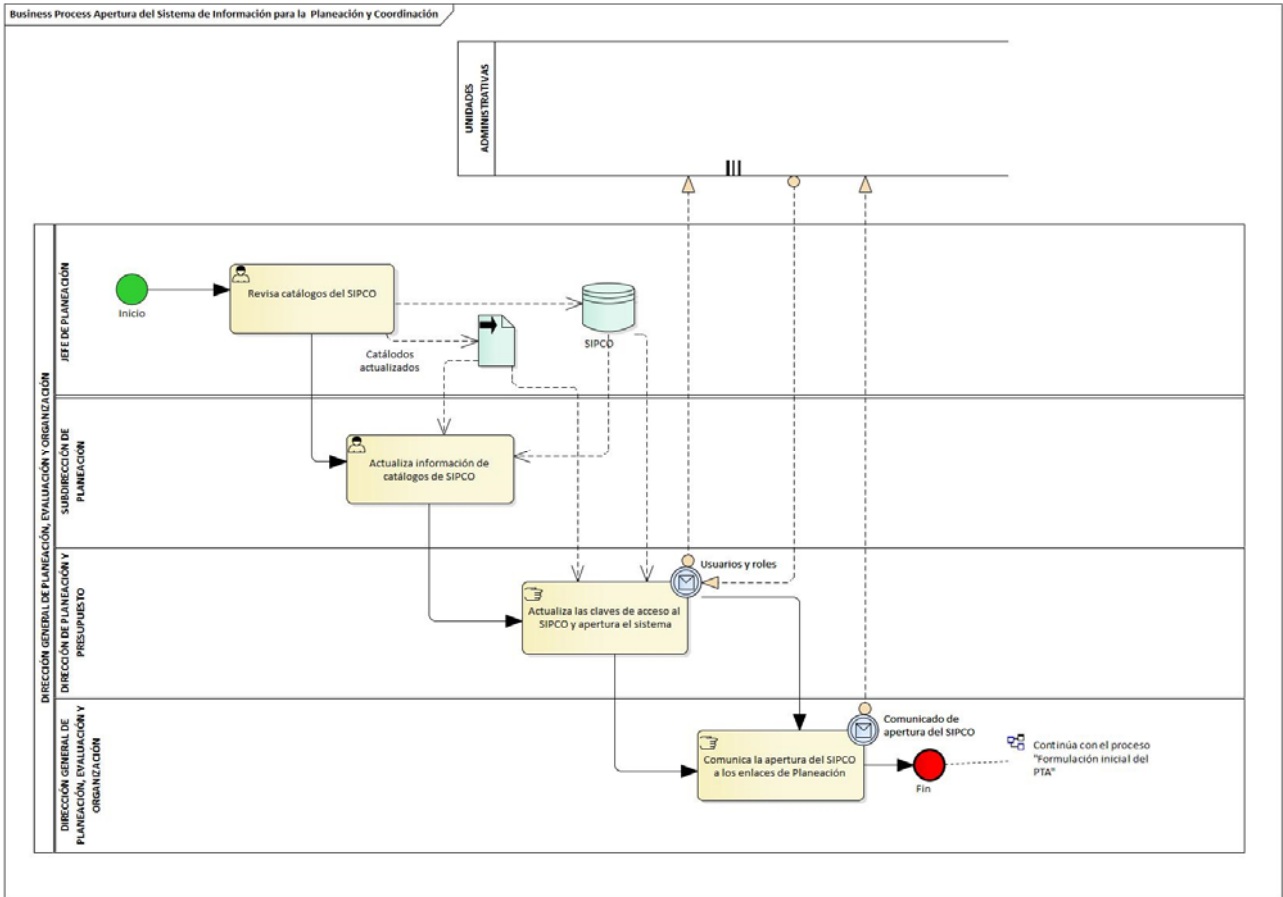 Business Process Apertura del Sistema de Información para la Planeación y Coordinación
UNIDADES
ADMINISTRATIVAS
DIRECCIÓN GENERAL DE PLANEACIÓN, EVALUACIÓN Y ORGANIZACIÓN
JEFE DE PLANEACIÓN
Inicio
Revisa catálogos del SIPCO
Catálodos
actualizados
SIPCO
SUBDIRECCIÓN DE
PLANEACIÓN
Actualiza información de
catálogos de SIPCO
DIRECCIÓN DE PLANEACIÓN Y
PRESUPUESTO
Usuarios y roles
Actualiza las claves de acceso al
SIPCO y apertura el sistema
DIRECCIÓN GENERAL DE
PLANEACIÓN, EVALUACIÓN Y
ORGANIZACIÓN
Comunicado de
apertura del SIPCO
Comunica la apertura del SIPCO
a los enlaces de Planeación
Fin
Continúa con el proceso
"Formulación inicial del
PTA"